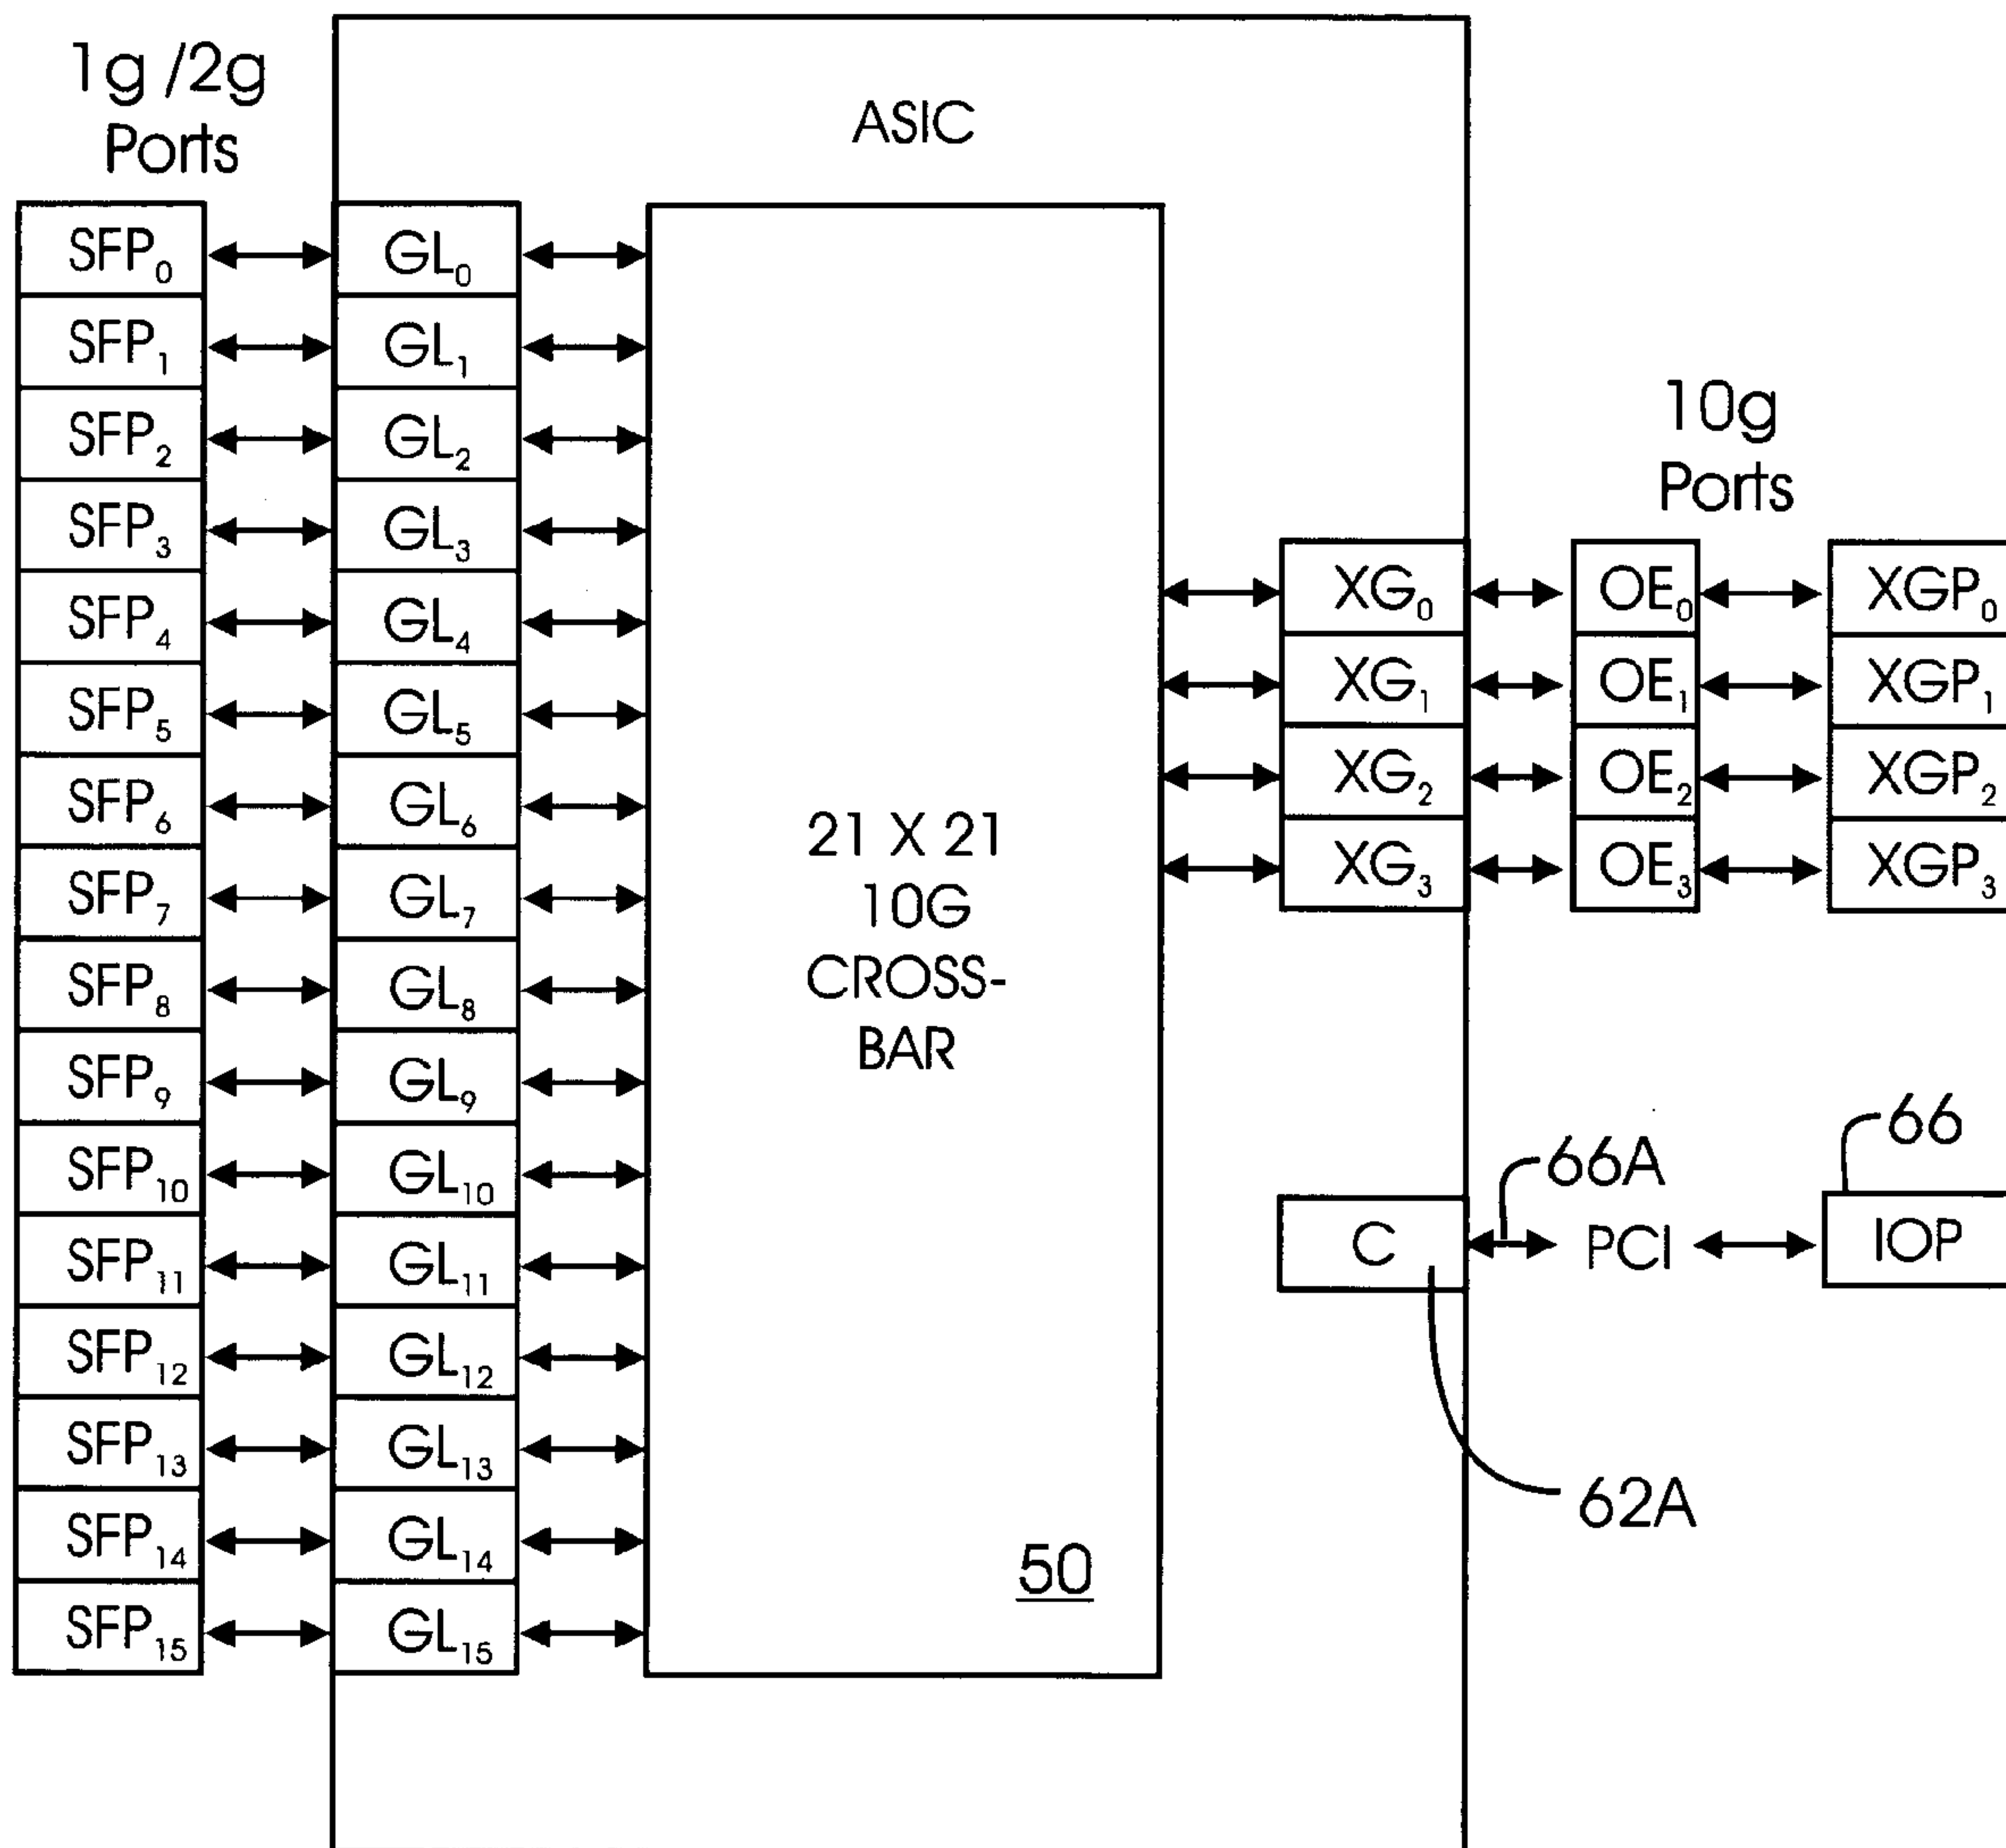 1g /2g
Ports
ASIC
SFP0 GL0
SFP1 GL1
SFP2 GL2
SFP3 GL3
SFP4 GL4
SFP5 GL5
SFP6 GL6
SFP7 GL7
SFP8 GL8
SFP9 GL9
SFP10 GL10
SFP11 GL11
SFP12 GL12
SFP13 GL13
SFP14 GL14
SFP15 GL15
21 X 21
10G
CROSS-
BAR
50
10g
Ports
XG0 OE0 XGP0
XG1 OE1 XGP1
XG2 OE2 XGP2
XG3 OE3 XGP3
66
66A
C PCI IOP
62A